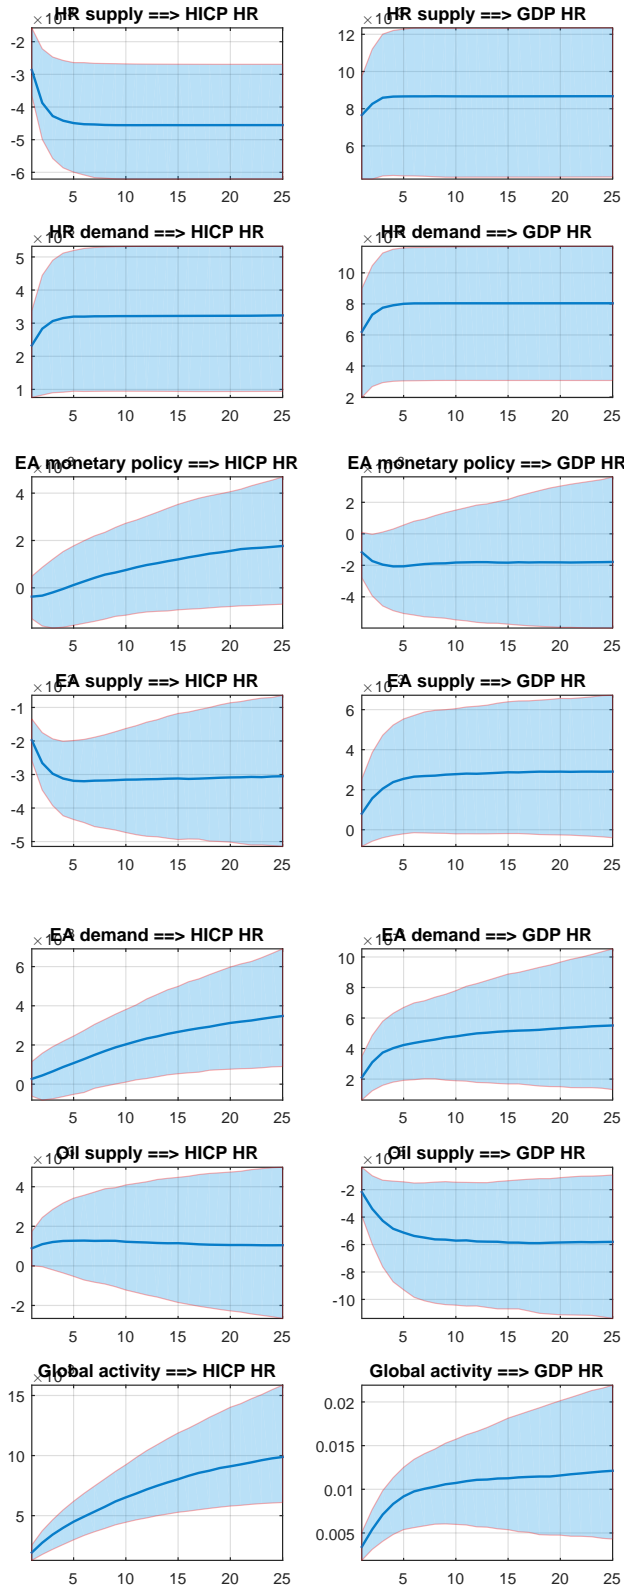 HR supply ==> HICP HR
HR supply ==> GDP HR
-2
-3
-4
-5
-6
5 10 15 20 25
12
10
8
6
5 10 15 20 25
HR demand ==> HICP HR
HR demand ==> GDP HR
5
4
3
2
1
5 10 15 20 25
10
8
6
4
2
5 10 15 20 25
EA monetary policy ==> HICP HR
EA monetary policy ==> GDP HR
4
2
0
5 10 15 20 25
2
0
-2
-4
5 10 15 20 25
EA supply ==> HICP HR
EA supply ==> GDP HR
-1
-2
-3
-4
-5
5 10 15 20 25
6
4
2
0
5 10 15 20 25
EA demand ==> HICP HR
EA demand ==> GDP HR
6
4
2
0
5 10 15 20 25
10
8
6
4
2
5 10 15 20 25
Oil supply ==> HICP HR
Oil supply ==> GDP HR
4
2
0
-2
5 10 15 20 25
-2
-4
-6
-8
-10
5 10 15 20 25
Global activity ==> HICP HR
Global activity ==> GDP HR
15
10
5
5 10 15 20 25
0.02
0.015
0.01
0.005
5 10 15 20 25